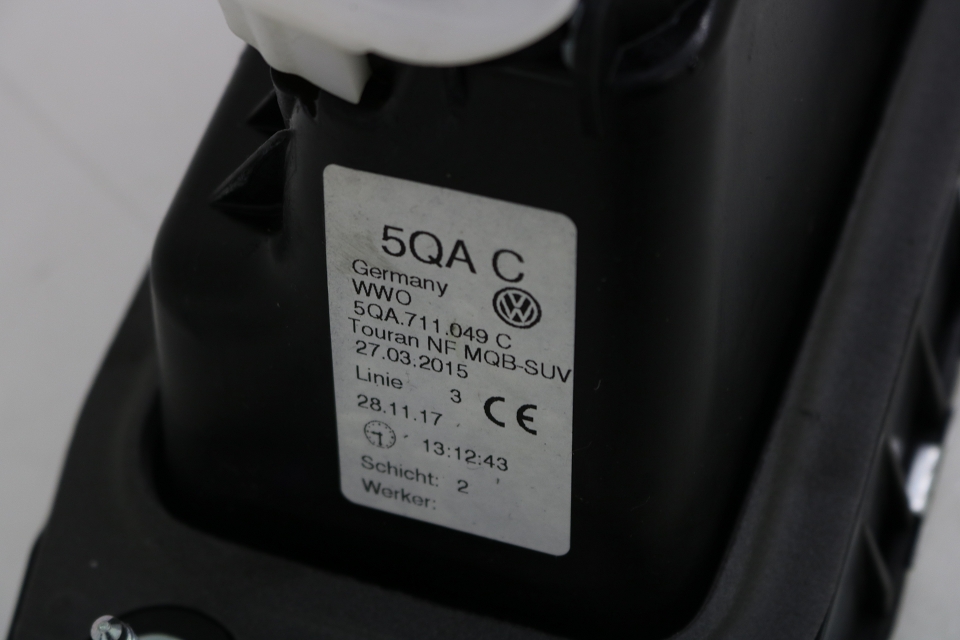 5QA C
Germany
WWO
5QA.711.049 C
Touran NF MQB-SUV
27.03.2015
Linie 3
CE
28.11.17
13:12:43
Schicht: 2
Werker: